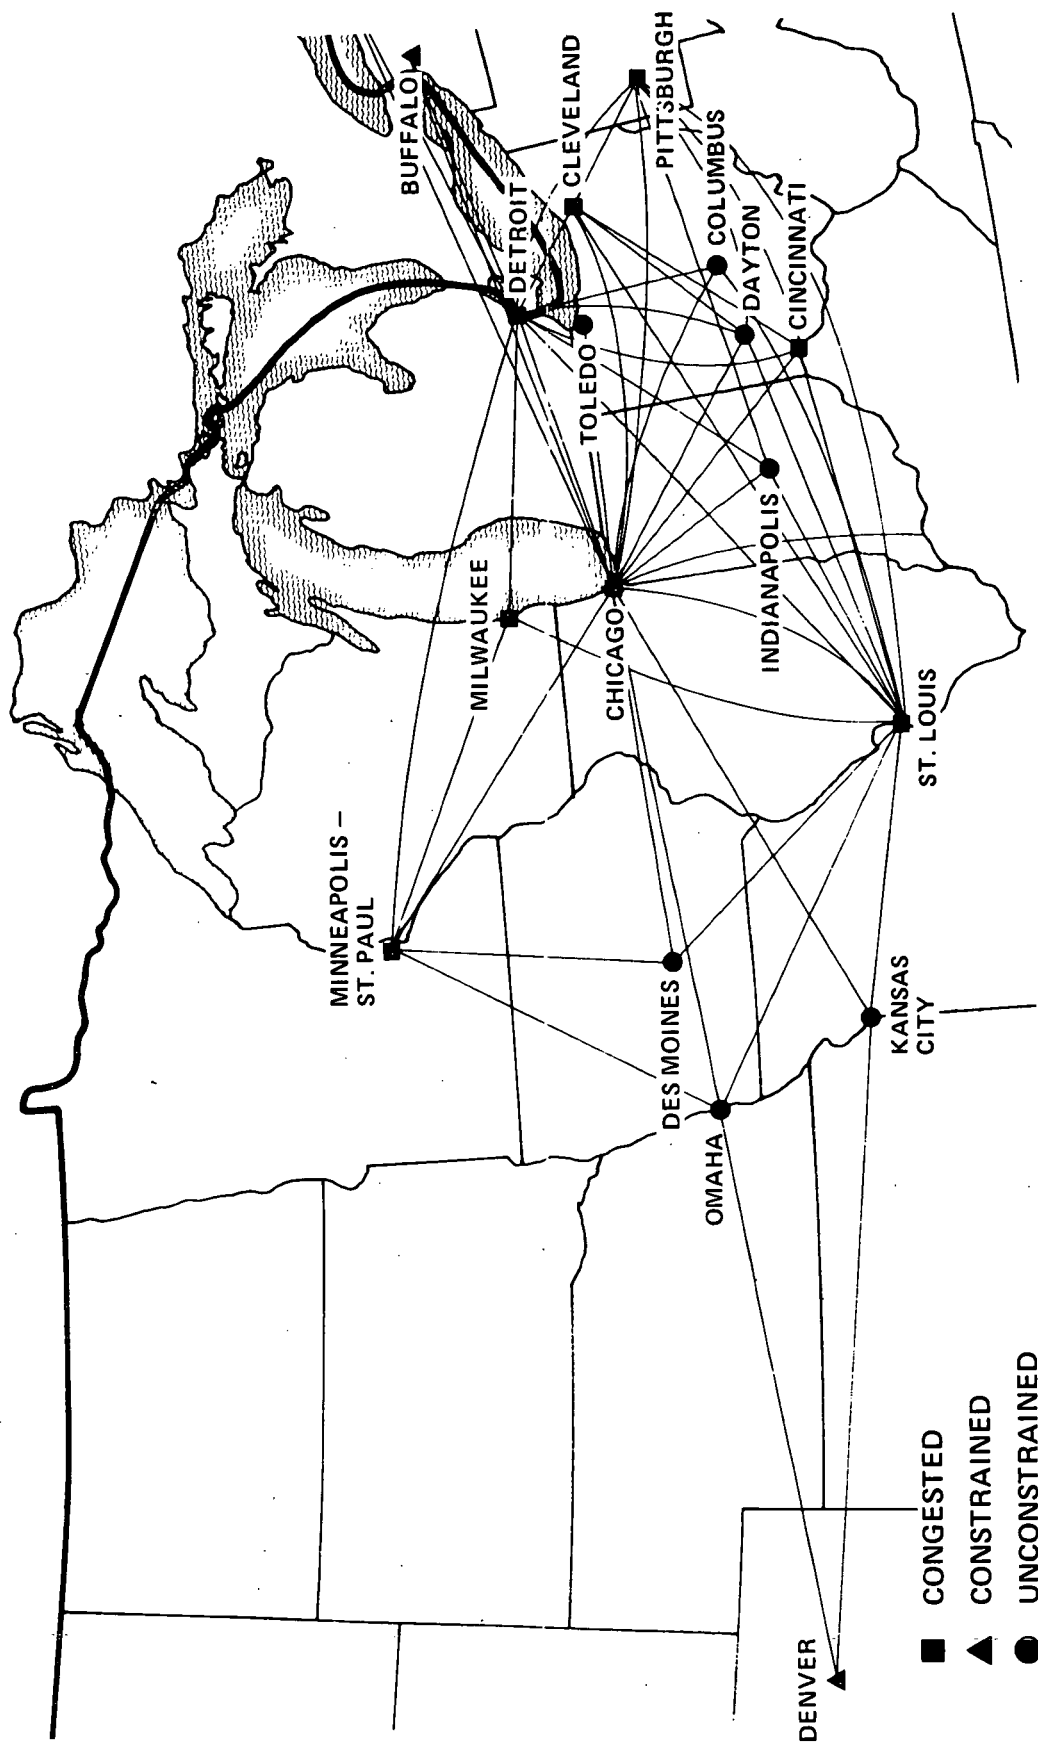 BUFFALO
CLEVELAND
PITTSBURGH
DETROIT
COLUMBUS
DAYTON
CINCINNATI
TOLEDO
MILWAUKEE
CHICAGO
INDIANAPOLIS
ST. LOUIS
MINNEAPOLIS –
ST. PAUL
DES MOINES
KANSAS
CITY
OMAHA
DENVER
CONGESTED
CONSTRAINED
UNCONSTRAINED